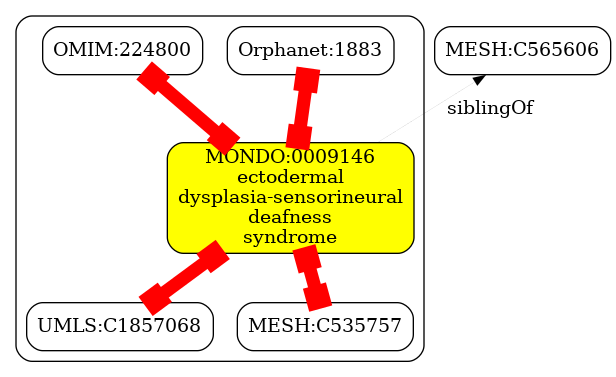 OMIM:224800
Orphanet:1883
MESH:C565606
siblingOf
MONDO:0009146
ectodermal
dysplasia-sensorineural
deafness
syndrome
UMLS:C1857068
MESH:C535757